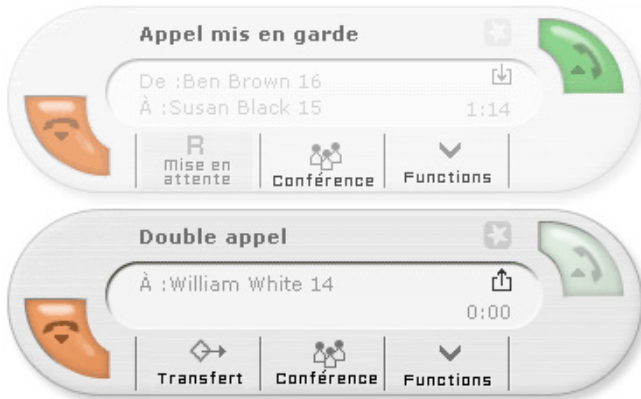 Appel mis en garde
De :Ben Brown 16
À :Susan Black 15
1:14
R
Mise en
attente
Conférence
Functions
Double appel
À :William White 14
0:00
Transfert
Conférence
Functions